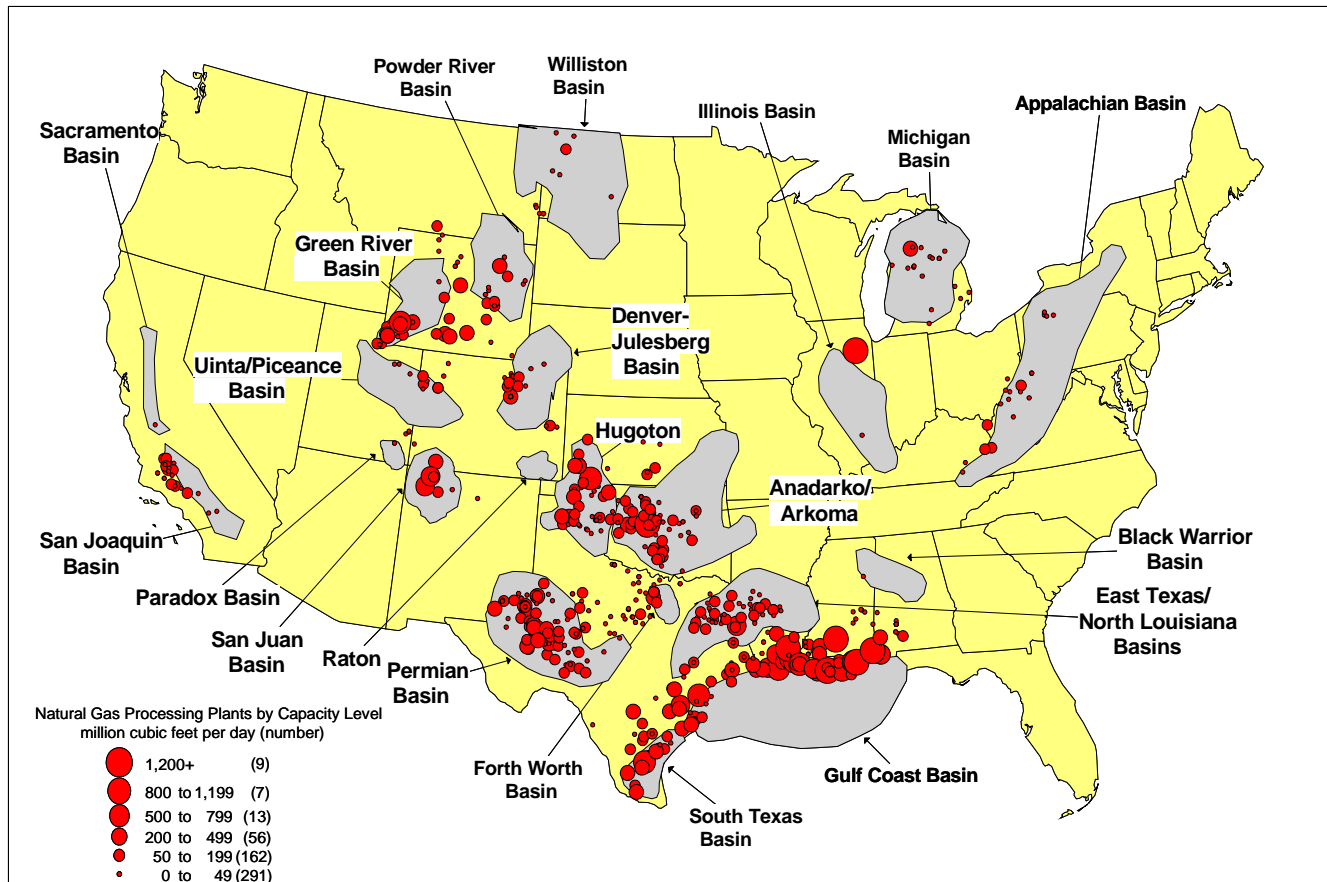 Powder River
Basin
Williston
Basin
Illinois Basin
Appalachian Basin
Michigan
Basin
Sacramento
Basin
Green River
Basin
Denver-
Julesberg
Basin
Uinta/Piceance
Basin
Hugoton
Anadarko/
Arkoma
San Joaquin
Basin
Black Warrior
Basin
Paradox Basin
East Texas/
North Louisiana
Basins
San Juan
Basin
Raton
Permian
Basin
Forth Worth
Basin
Gulf Coast Basin
South Texas
Basin
Natural Gas Processing Plants by Capacity Level
million cubic feet per day (number)
1,200+ (9)
800 to 1,199 (7)
500 to 799 (13)
200 to 499 (56)
50 to 199 (162)
0 to 49 (291)